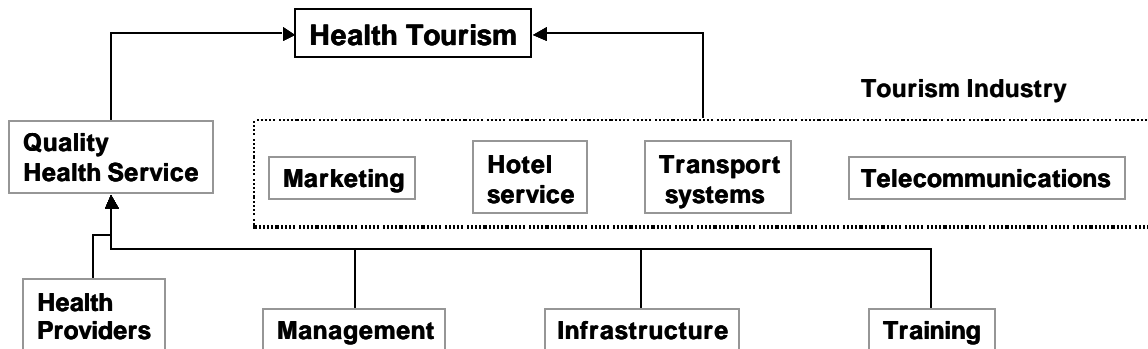 Health Tourism
Tourism Industry
Quality
Health Service
Marketing
Hotel
service
Transport
systems
Telecommunications
Health
Providers
Management
Infrastructure
Training